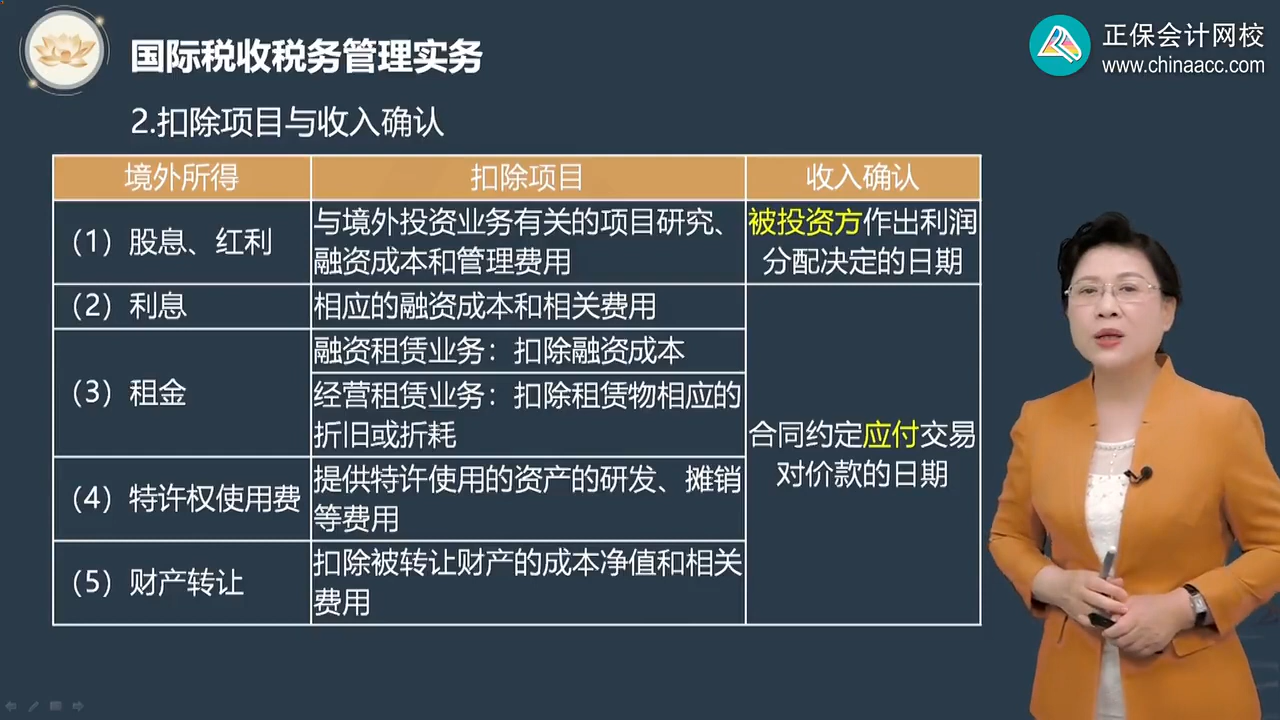 国际税收税务管理实务
正保会计网校
www.chinaacc.com
2.扣除项目与收入确认
境外所得
扣除项目
收入确认
（1）股息、红利
与境外投资业务有关的项目研究、
融资成本和管理费用
被投资方作出利润
分配决定的日期
（2）利息
相应的融资成本和相关费用
（3）租金
融资租赁业务：扣除融资成本
经营租赁业务：扣除租赁物相应的
折旧或折耗
（4）特许权使用费
提供特许使用的资产的研发、摊销
等费用
（5）财产转让
扣除被转让财产的成本净值和相关
费用
合同约定应付交易
对价款的日期